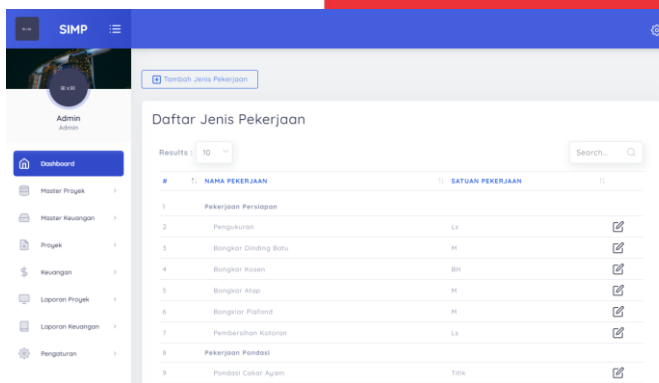 SIMP
Tambah Jenis Pekerjaan
Admin
Admin
Dashboard
Master Proyek
Master Keuangan
Proyek
Keuangan
Laporan Proyek
Laporan Keuangan
Pengaturan
Daftar Jenis Pekerjaan
Results : 10
Search...
# NAMA PEKERJAAN SATUAN PEKERJAAN
1 Pekerjaan Persiapan
2 Pengukuran Ls
3 Bongkar Dinding Batu M
4 Bongkar Kosen BH
5 Bongkar Atap M
6 Bongklar Plafond M
7 Pembersihan Kotoran Ls
8 Pekerjaan Pondasi
9 Pondasi Cakar Ayam Titik